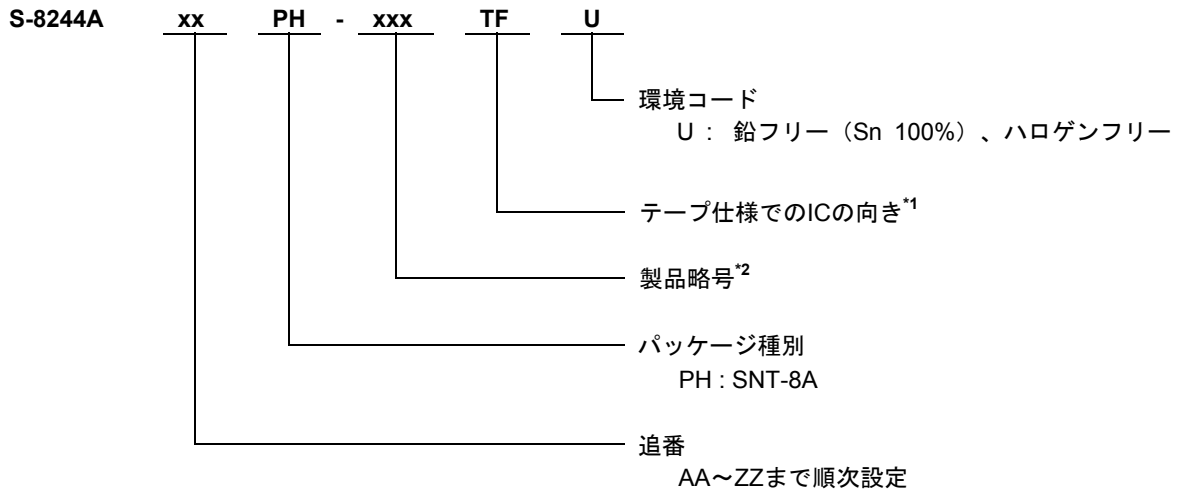 S-8244A xx PH - xxx TF U
環境コード
U : 鉛フリー（Sn 100%）、ハロゲンフリー
テープ仕様でのICの向き*1
製品略号*2
パッケージ種別
PH : SNT-8A
追番
AA～ZZまで順次設定